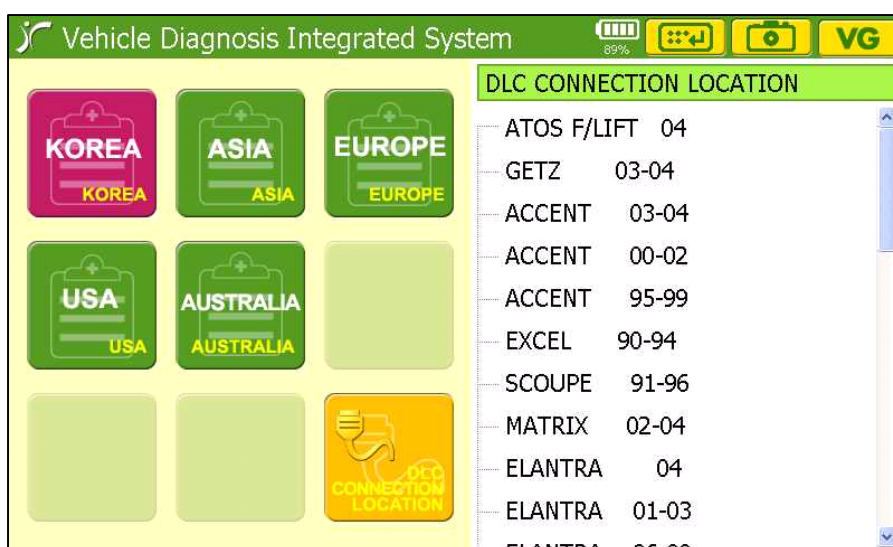 Vehicle Diagnosis Integrated System
89%
VG
KOREA
KOREA
ASIA
ASIA
EUROPE
EUROPE
USA
USA
AUSTRALIA
AUSTRALIA
DLC
CONNECTION
LOCATION
DLC CONNECTION LOCATION
ATOS F/LIFT 04
GETZ 03-04
ACCENT 03-04
ACCENT 00-02
ACCENT 95-99
EXCEL 90-94
SCOUPE 91-96
MATRIX 02-04
ELANTRA 04
ELANTRA 01-03